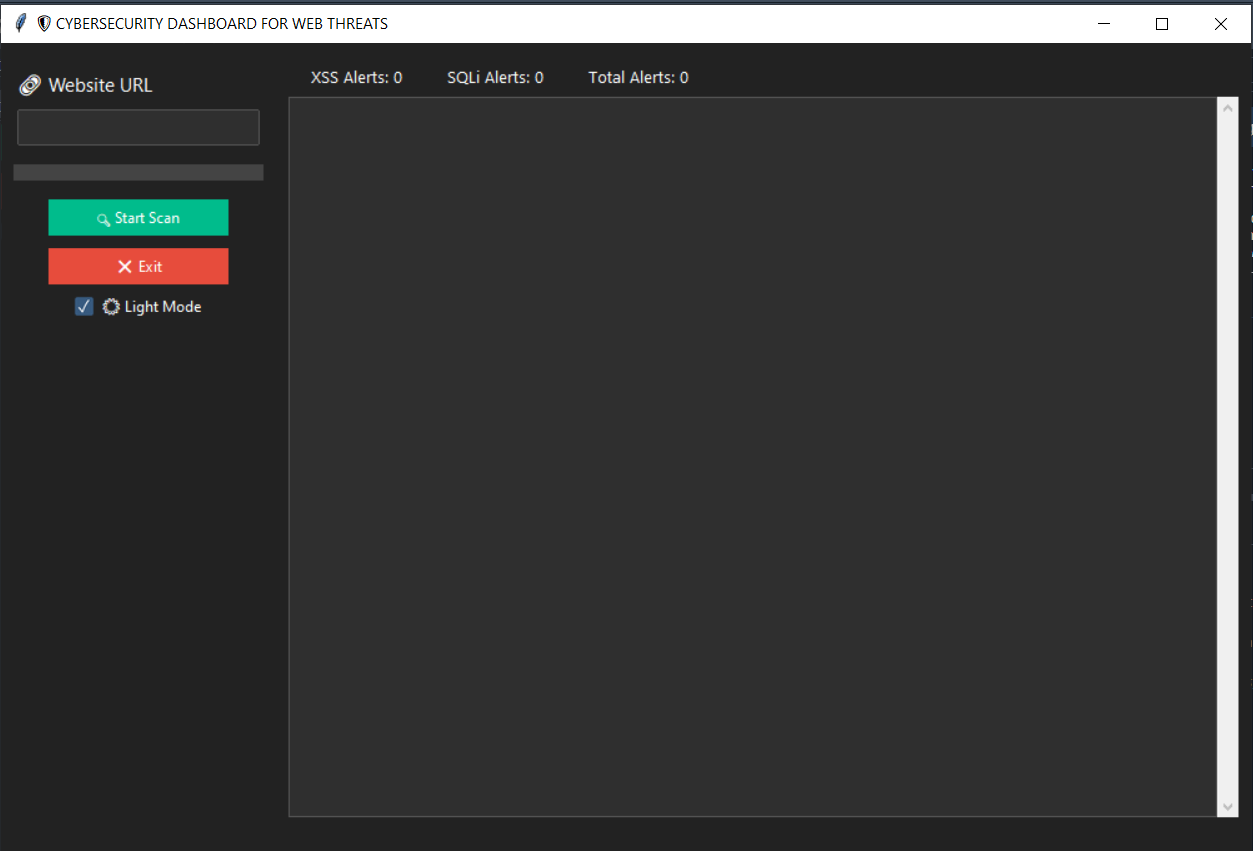 CYBERSECURITY DASHBOARD FOR WEB THREATS
Website URL
XSS Alerts: 0 SQLi Alerts: 0 Total Alerts: 0
Start Scan
Exit
Light Mode